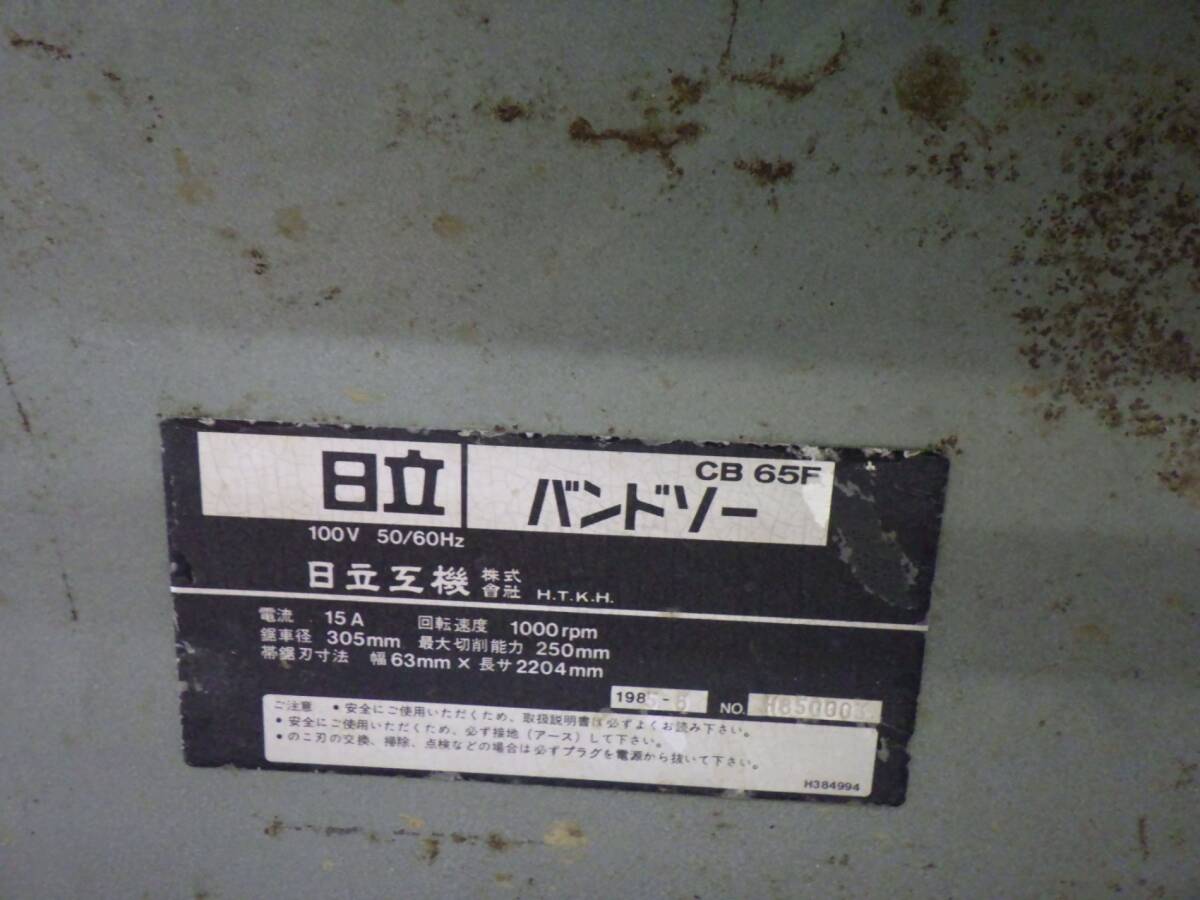 日立
CB 65F
バンドソー
100V 50/60Hz
日立工機 株式會社 H.T.K.H.
電流 15A 回転速度 1000rpm
鋸車径 305mm 最大切削能力 250mm
帯鋸刃寸法 幅63mm × 長サ2204mm
198 NO.
ご注意 •安全にご使用いただくため、取扱説明書は必ずよくお読み下さい。
•安全にご使用いただくため、必ず接地(アース)して下さい。
•のこ刃の交換、掃除、点検などの場合は必ずプラグを電源から抜いて下さい。
H384994